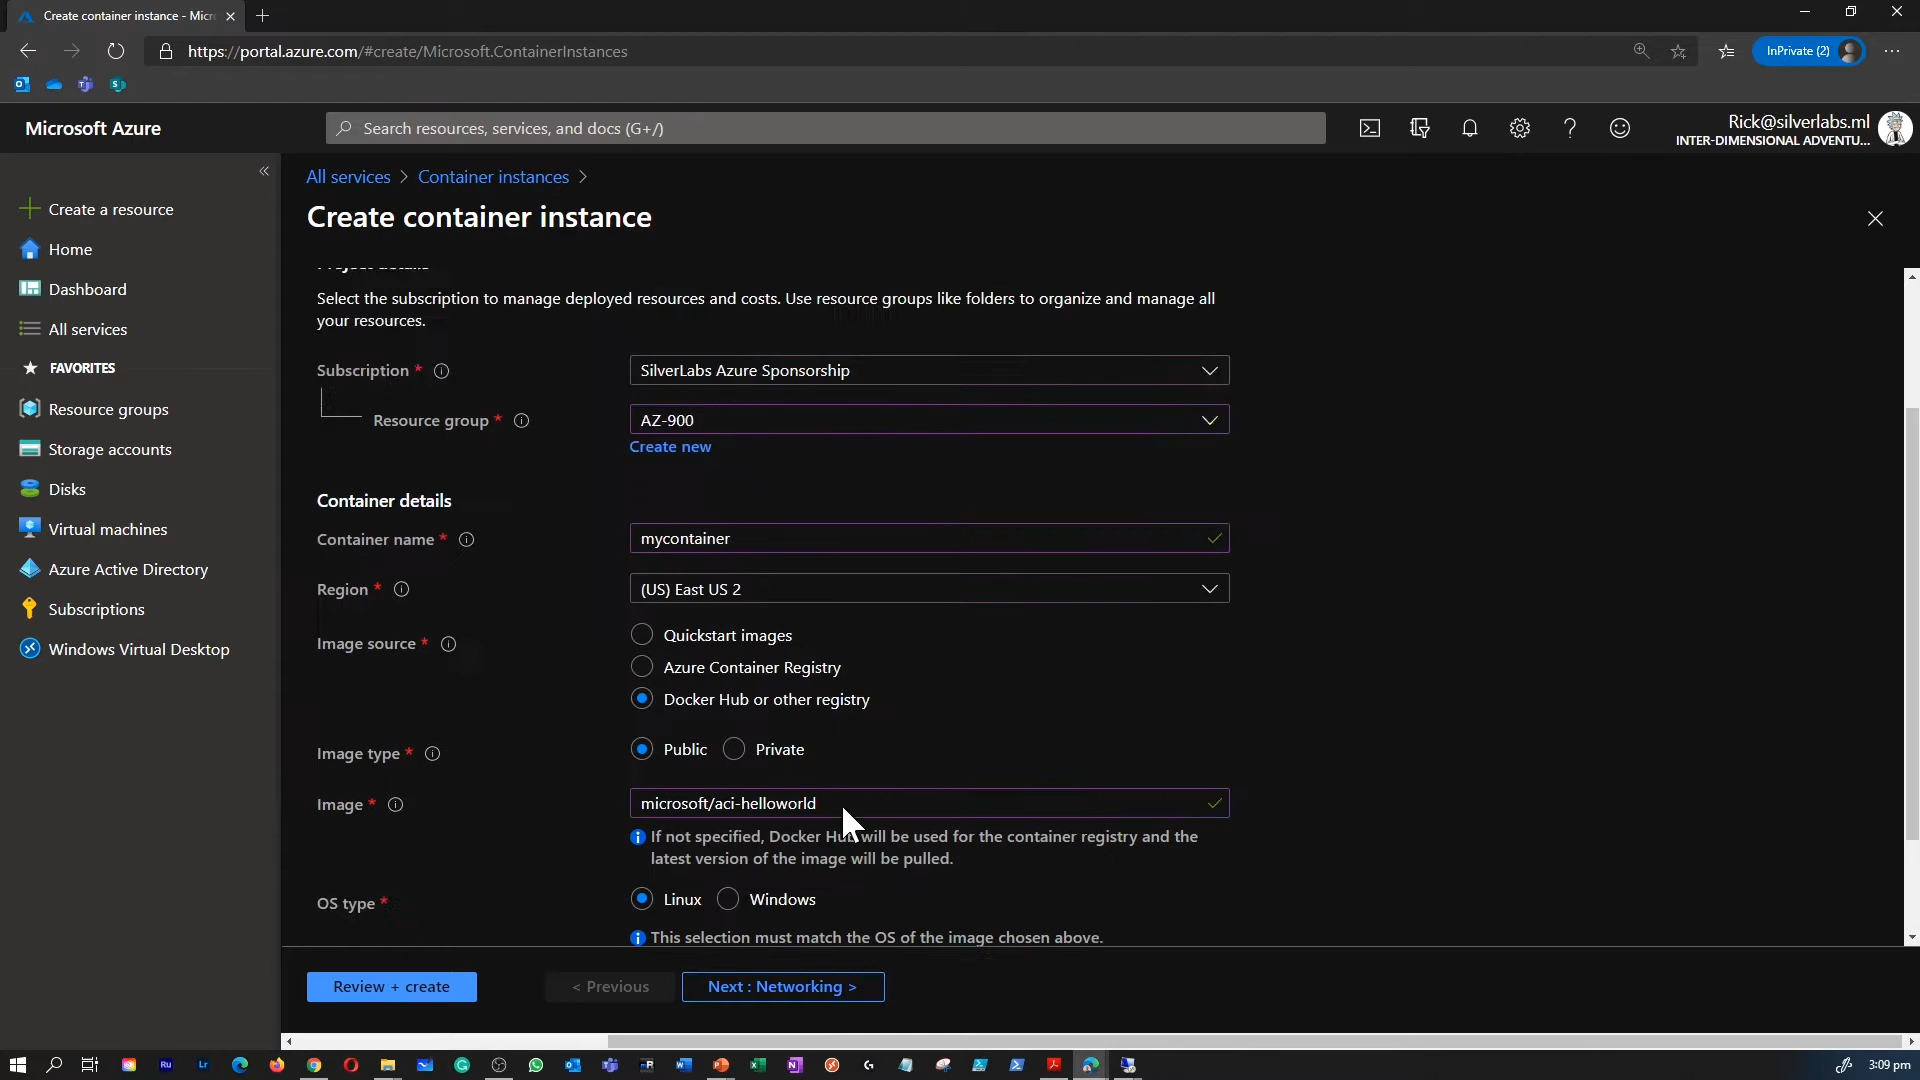 Create container instance - Micr
https://portal.azure.com/#create/Microsoft.ContainerInstances
InPrivate (2)
Microsoft Azure
Search resources, services, and docs (G+/)
Rick@silverlabs.ml
INTER-DIMENSIONAL ADVENTU...
All services > Container instances >
Create container instance
Create a resource
Home
Dashboard
All services
FAVORITES
Resource groups
Storage accounts
Disks
Virtual machines
Azure Active Directory
Subscriptions
Windows Virtual Desktop
Select the subscription to manage deployed resources and costs. Use resource groups like folders to organize and manage all
your resources.
Subscription * SilverLabs Azure Sponsorship
Resource group * AZ-900
Create new
Container details
Container name * mycontainer
Region * (US) East US 2
Image source * Quickstart images
Azure Container Registry
Docker Hub or other registry
Image type * Public Private
Image * microsoft/aci-helloworld
If not specified, Docker Hub will be used for the container registry and the
latest version of the image will be pulled.
OS type * Linux Windows
This selection must match the OS of the image chosen above.
Review + create < Previous Next : Networking >
3:09 pm